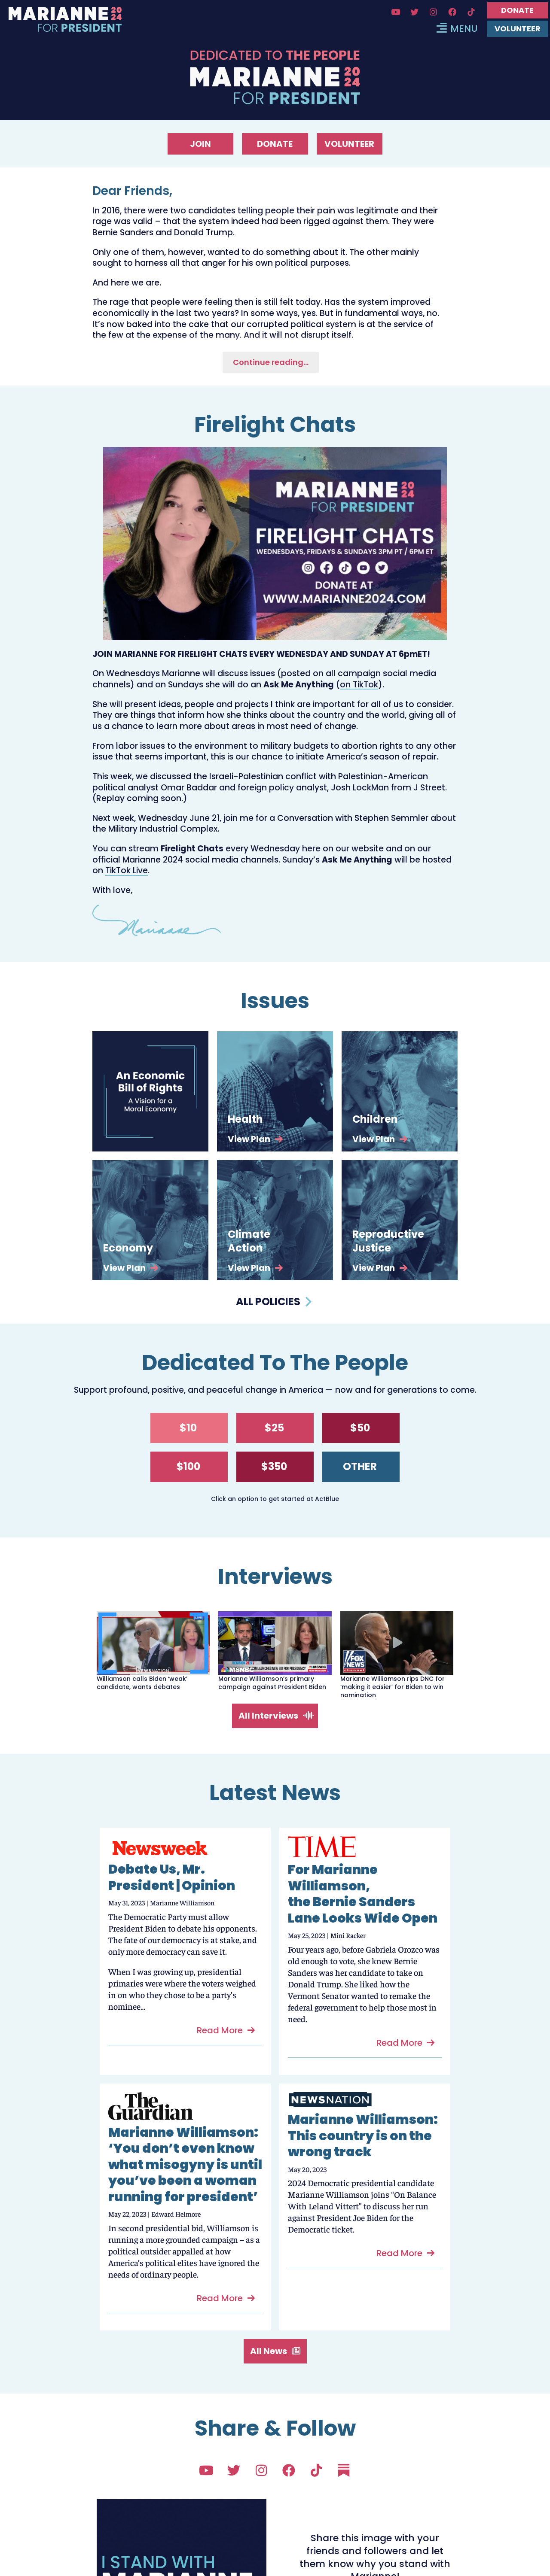 MARIANNE 2024
FOR PRESIDENT
DONATE
MENU
VOLUNTEER
DEDICATED TO THE PEOPLE
MARIANNE 2024
FOR PRESIDENT
JOIN
DONATE
VOLUNTEER
Dear Friends,
In 2016, there were two candidates telling people their pain was legitimate and their
rage was valid – that the system indeed had been rigged against them. They were
Bernie Sanders and Donald Trump.
Only one of them, however, wanted to do something about it. The other mainly
sought to harness all that anger for his own political purposes.
And here we are.
The rage that people were feeling then is still felt today. Has the system improved
economically in the last two years? In some ways, yes. But in fundamental ways, no.
It's now baked into the cake that our corrupted political system is at the service of
the few at the expense of the many. And it will not disrupt itself.
Continue reading...
Firelight Chats
MARIANNE 2024
FOR PRESIDENT
FIRELIGHT CHATS
WEDNESDAYS, FRIDAYS & SUNDAYS 3PM PT / 6PM ET
DONATE AT
WWW.MARIANNE2024.COM
JOIN MARIANNE FOR FIRELIGHT CHATS EVERY WEDNESDAY AND SUNDAY AT 6pmET!
On Wednesdays Marianne will discuss issues (posted on all campaign social media
channels) and on Sundays she will do an Ask Me Anything (on TikTok).
She will present ideas, people and projects I think are important for all of us to consider.
They are things that inform how she thinks about the country and the world, giving all of
us a chance to learn more about areas in most need of change.
From labor issues to the environment to military budgets to abortion rights to any other
issue that seems important, this is our chance to initiate America's season of repair.
This week, we discussed the Israeli-Palestinian conflict with Palestinian-American
political analyst Omar Baddar and foreign policy analyst, Josh LockMan from J Street.
(Replay coming soon.)
Next week, Wednesday June 21, join me for a Conversation with Stephen Semmler about
the Military Industrial Complex.
You can stream Firelight Chats every Wednesday here on our website and on our
official Marianne 2024 social media channels. Sunday's Ask Me Anything will be hosted
on TikTok Live.
With love,
Marianne
Issues
An Economic
Bill of Rights
A Vision for a
Moral Economy
Health
View Plan
Children
View Plan
Economy
View Plan
Climate
Action
View Plan
Reproductive
Justice
View Plan
ALL POLICIES
Dedicated To The People
Support profound, positive, and peaceful change in America — now and for generations to come.
$10
$25
$50
$100
$350
OTHER
Click an option to get started at ActBlue
Interviews
MSNBC
FOX
NEWS
Williamson calls Biden 'weak'
candidate, wants debates
Marianne Williamson's primary
campaign against President Biden
Marianne Williamson rips DNC for
'making it easier' for Biden to win
nomination
All Interviews
Latest News
Newsweek
Debate Us, Mr.
President | Opinion
May 31, 2023 | Marianne Williamson
The Democratic Party must allow
President Biden to debate his opponents.
The fate of our democracy is at stake, and
only more democracy can save it.
When I was growing up, presidential
primaries were where the voters weighed
in on who they chose to be a party's
nominee...
Read More
TIME
For Marianne
Williamson,
the Bernie Sanders
Lane Looks Wide Open
May 25, 2023 | Mini Racker
Four years ago, before Gabriela Orozco was
old enough to vote, she knew Bernie
Sanders was her candidate to take on
Donald Trump. She liked how the
Vermont Senator wanted to remake the
federal government to help those most in
need.
Read More
The
Guardian
Marianne Williamson:
'You don't even know
what misogyny is until
you've been a woman
running for president'
May 22, 2023 | Edward Helmore
In second presidential bid, Williamson is
running a more grounded campaign – as a
political outsider appalled at how
America's political elites have ignored the
needs of ordinary people.
Read More
NEWSNATION
Marianne Williamson:
This country is on the
wrong track
May 20, 2023
2024 Democratic presidential candidate
Marianne Williamson joins "On Balance
With Leland Vittert" to discuss her run
against President Joe Biden for the
Democratic ticket.
Read More
All News
Share & Follow
I STAND WITH
Share this image with your
friends and followers and let
them know why you stand with